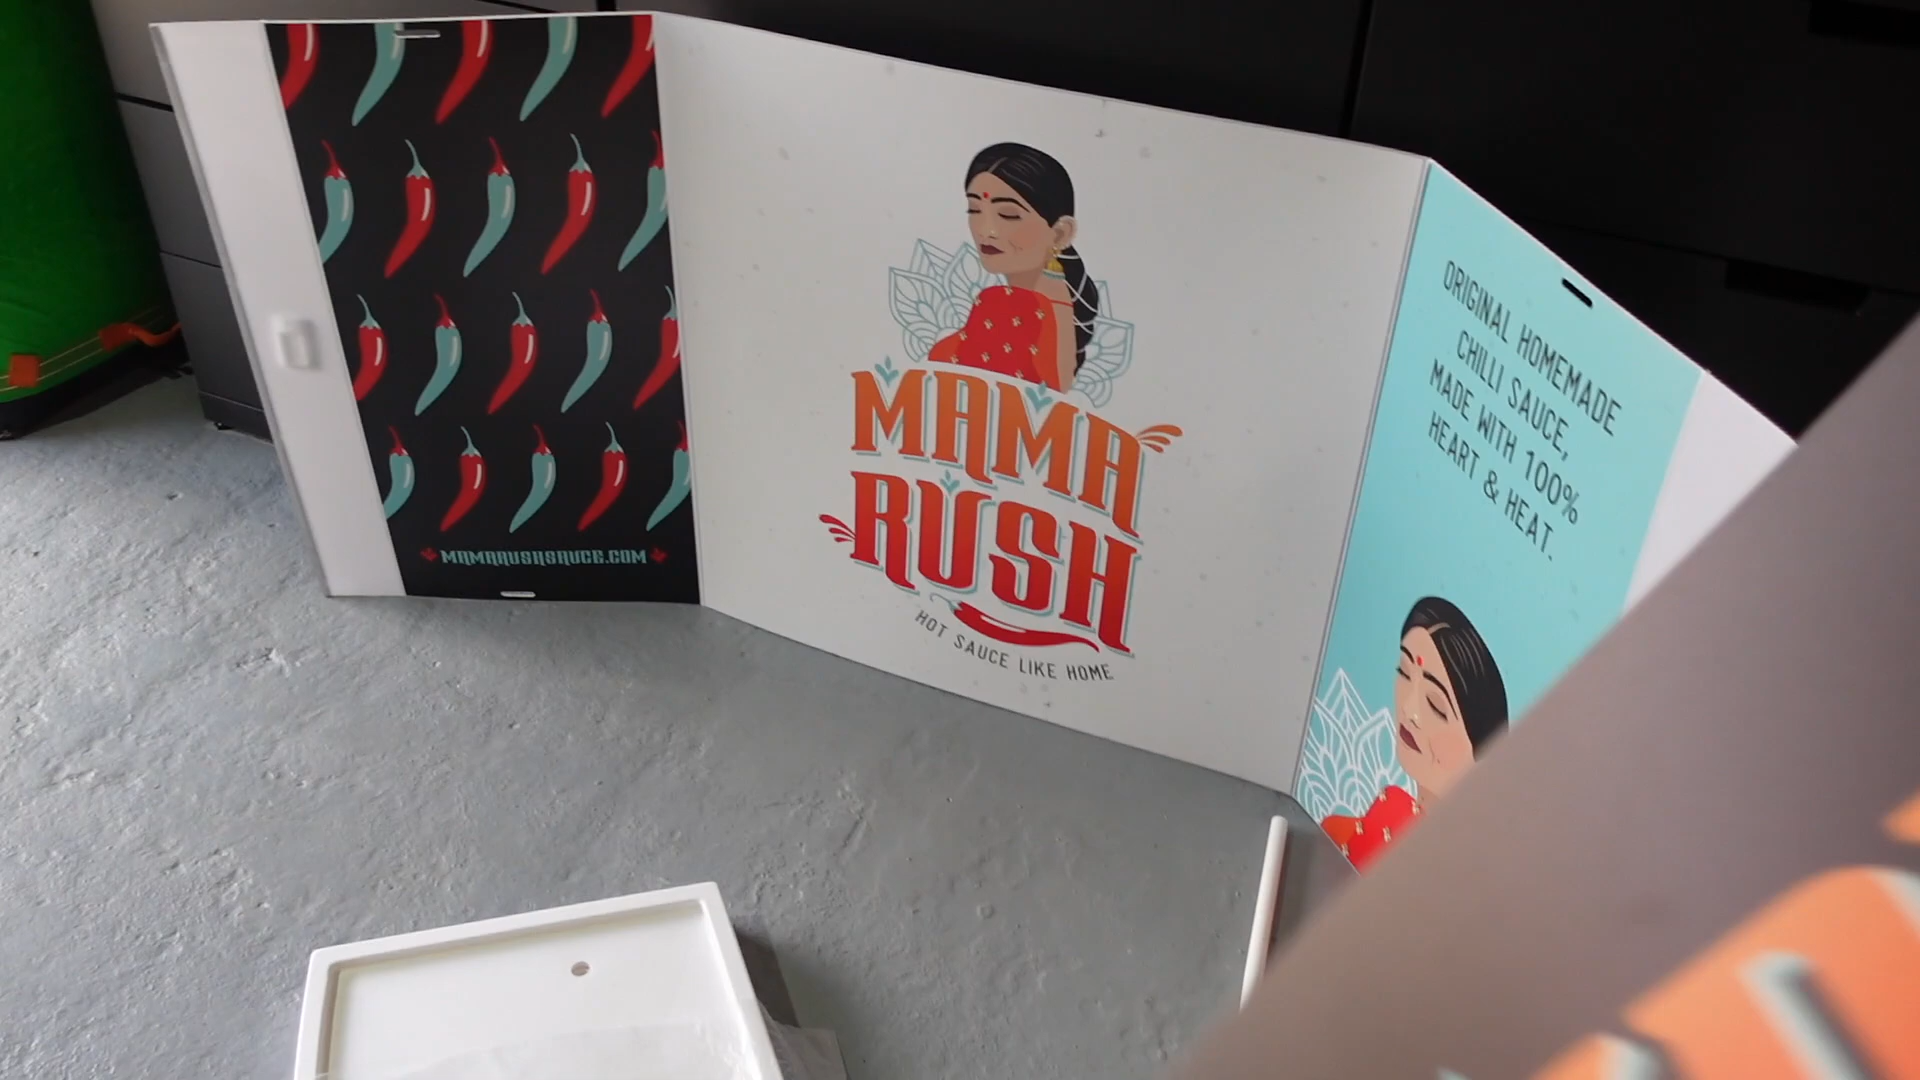 MAMARUSHSAUCE.COM
MAMA
RUSH
HOT SAUCE LIKE HOME
ORIGINAL HOMEMADE
CHILLI SAUCE,
MADE WITH 100%
HEART & HEAT.